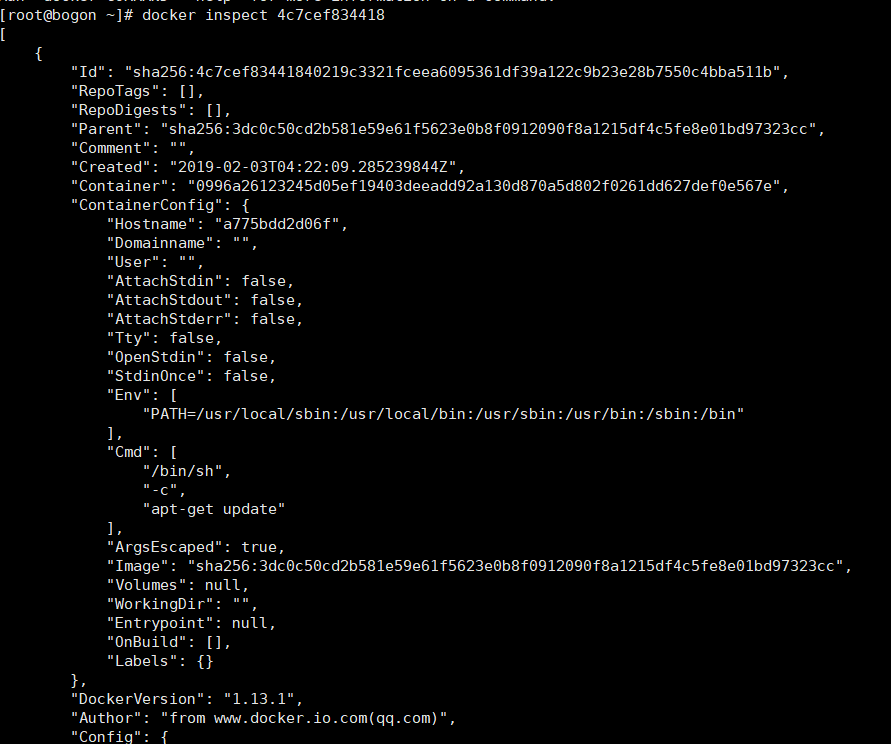 [root@bogon ~]# docker inspect 4c7cef834418
[
    {
        "Id": "sha256:4c7cef83441840219c3321fceea6095361df39a122c9b23e28b7550c4bba511b",
        "RepoTags": [],
        "RepoDigests": [],
        "Parent": "sha256:3dc0c50cd2b581e59e61f5623e0b8f0912090f8a1215df4c5fe8e01bd97323cc",
        "Comment": "",
        "Created": "2019-02-03T04:22:09.285239844Z",
        "Container": "0996a26123245d05ef19403deeadd92a130d870a5d802f0261dd627def0e567e",
        "ContainerConfig": {
            "Hostname": "a775bdd2d06f",
            "Domainname": "",
            "User": "",
            "AttachStdin": false,
            "AttachStdout": false,
            "AttachStderr": false,
            "Tty": false,
            "OpenStdin": false,
            "StdinOnce": false,
            "Env": [
                "PATH=/usr/local/sbin:/usr/local/bin:/usr/sbin:/usr/bin:/sbin:/bin"
            ],
            "Cmd": [
                "/bin/sh",
                "-c",
                "apt-get update"
            ],
            "ArgsEscaped": true,
            "Image": "sha256:3dc0c50cd2b581e59e61f5623e0b8f0912090f8a1215df4c5fe8e01bd97323cc",
            "Volumes": null,
            "WorkingDir": "",
            "Entrypoint": null,
            "OnBuild": [],
            "Labels": {}
        },
        "DockerVersion": "1.13.1",
        "Author": "from www.docker.io.com(qq.com)",
        "Config": {